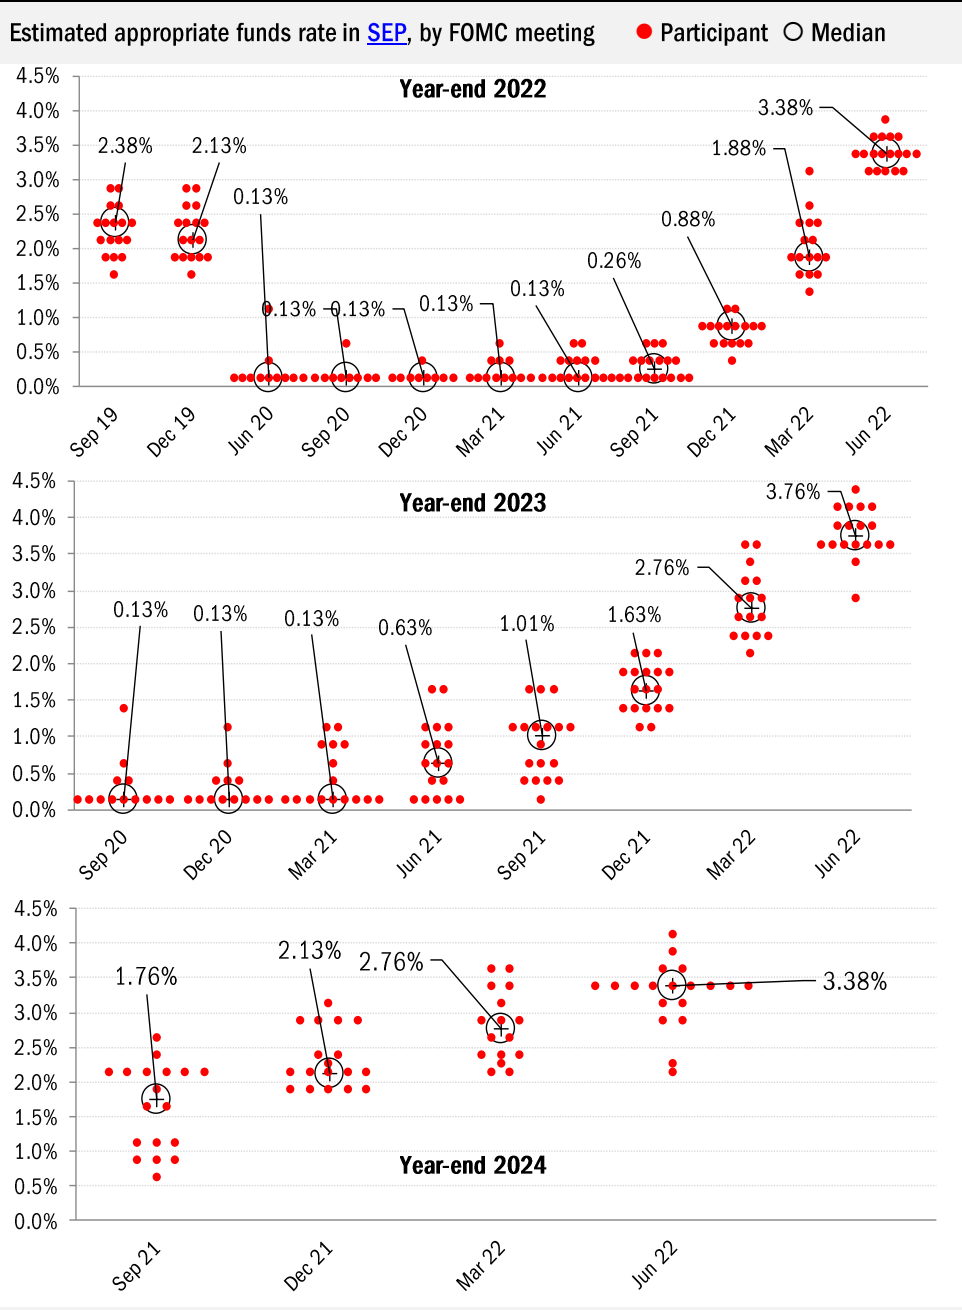 Estimated appropriate funds rate in SEP, by FOMC meeting Participant Median
4.5% Year-end 2022
4.0% 3.38%
3.5% 2.38% 2.13% 1.88%
3.0% 0.13%
2.5% 0.88%
2.0% 0.26%
1.5% 0.13%
1.0% 0.13% 0.13% 0.13%
0.5%
0.0%
Sep 19 Dec 19 Jun 20 Sep 20 Dec 20 Mar 21 Jun 21 Sep 21 Dec 21 Mar 22 Jun 22
4.5% Year-end 2023 3.76%
4.0%
3.5% 2.76%
3.0% 0.13% 0.13% 0.13% 1.63%
2.5% 0.63% 1.01%
2.0%
1.5%
1.0%
0.5%
0.0%
Sep 20 Dec 20 Mar 21 Jun 21 Sep 21 Dec 21 Mar 22 Jun 22
4.5%
4.0% 2.13% 2.76%
3.5% 1.76% 3.38%
3.0%
2.5%
2.0%
1.5%
1.0% Year-end 2024
0.5%
0.0%
Sep 21 Dec 21 Mar 22 Jun 22